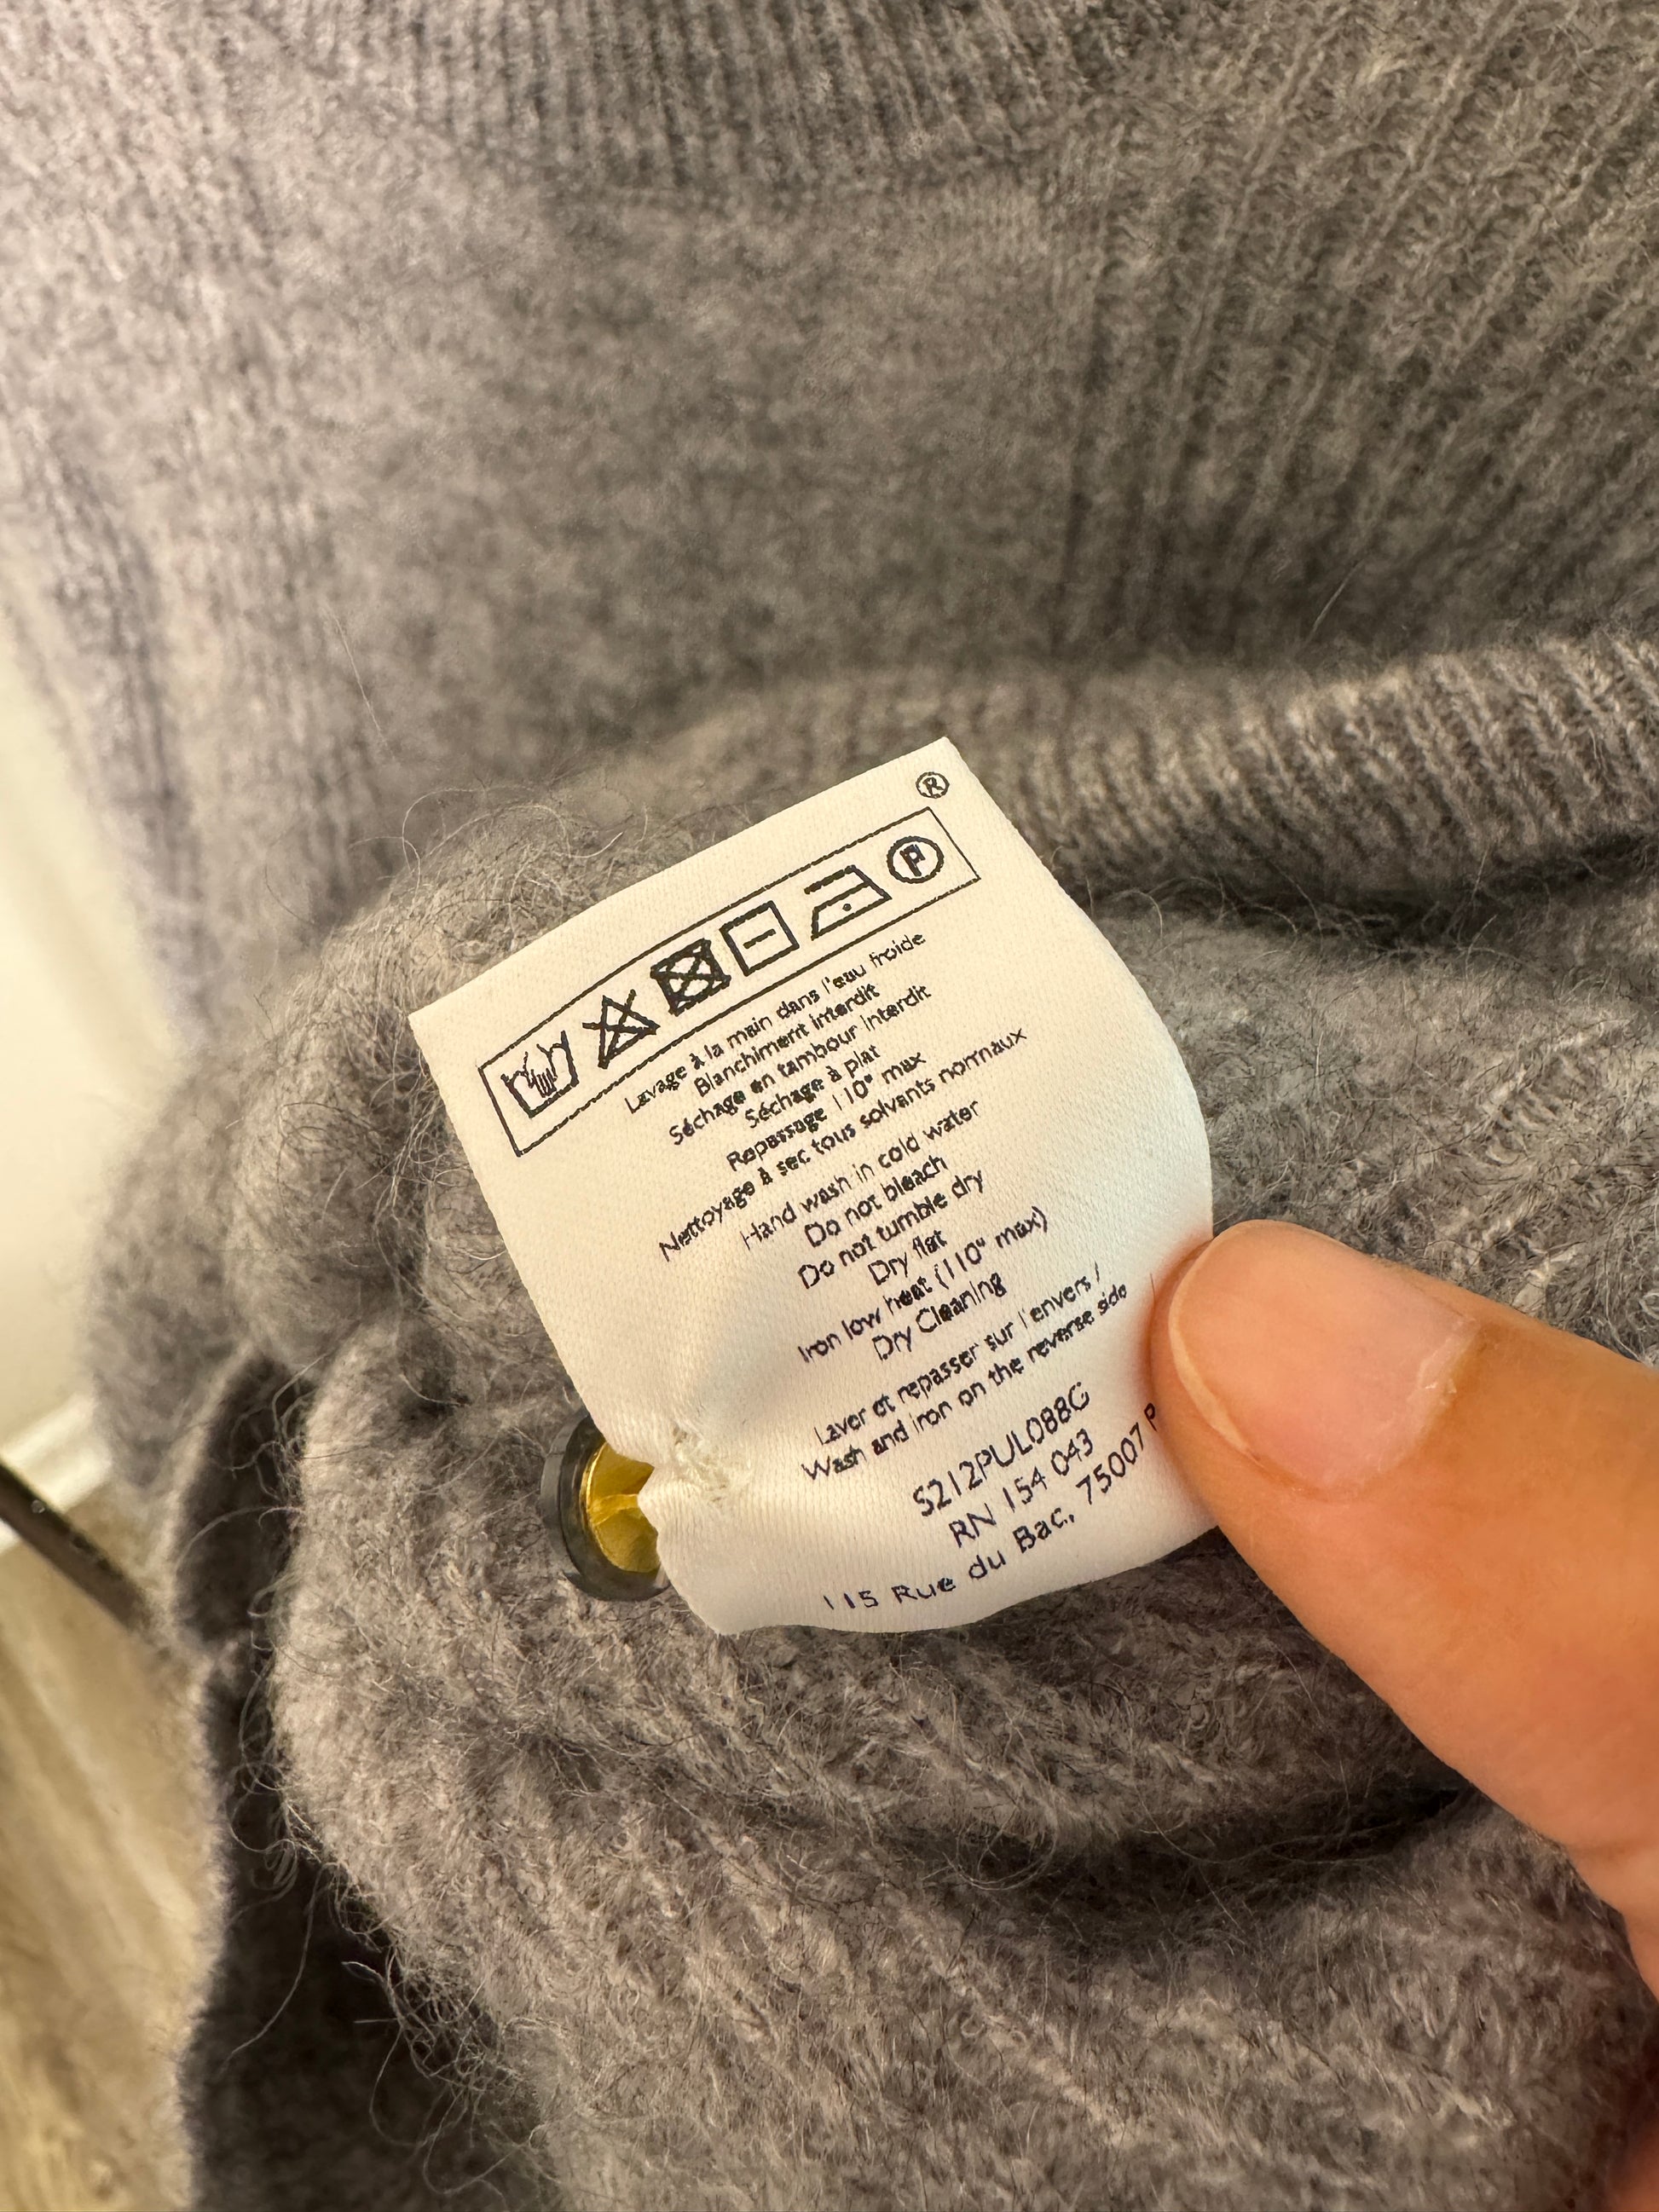 ®
P
Lavage à la main dans l'eau froide
Blanchiment interdit
Séchage en tambour interdit
Séchage à plat
Repassage 110° max
Nettoyage à sec tous solvants normaux
Hand wash in cold water
Do not bleach
Do not tumble dry
Dry flat
Iron low heat (110° max)
Dry Cleaning
Laver et repasser sur l'envers /
Wash and iron on the reverse side
S212PUL088G
RN 154 043
115 Rue du Bac, 75007 P